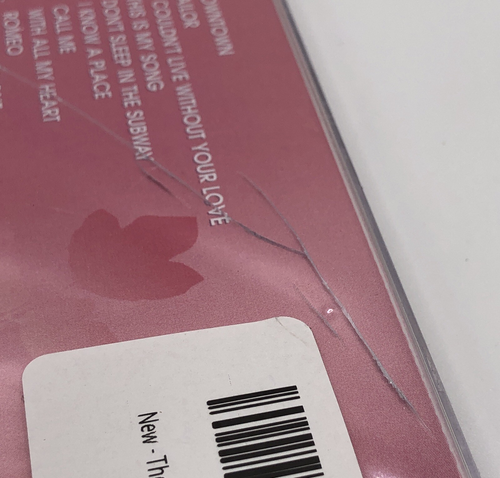 DOWNTOWN
SAILOR
COULDN'T LIVE WITHOUT YOUR LOVE
THIS IS MY SONG
DON'T SLEEP IN THE SUBWAY
I KNOW A PLACE
CALL ME
WITH ALL MY HEART
ROMEO
New - The